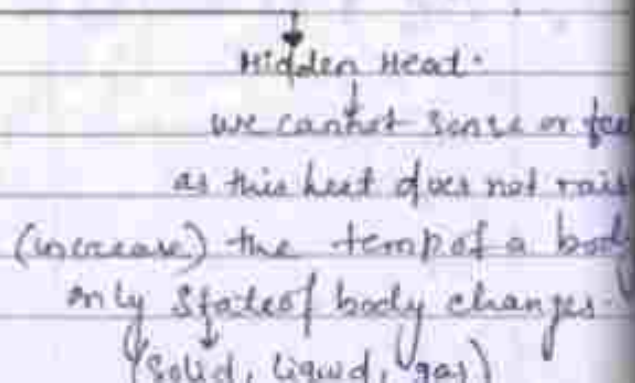 Hidden Heat.
we cannot sense or fee
as this heat does not rais
(increase) the temp of a bod
only state of body changes.
(solid, liquid, gas)